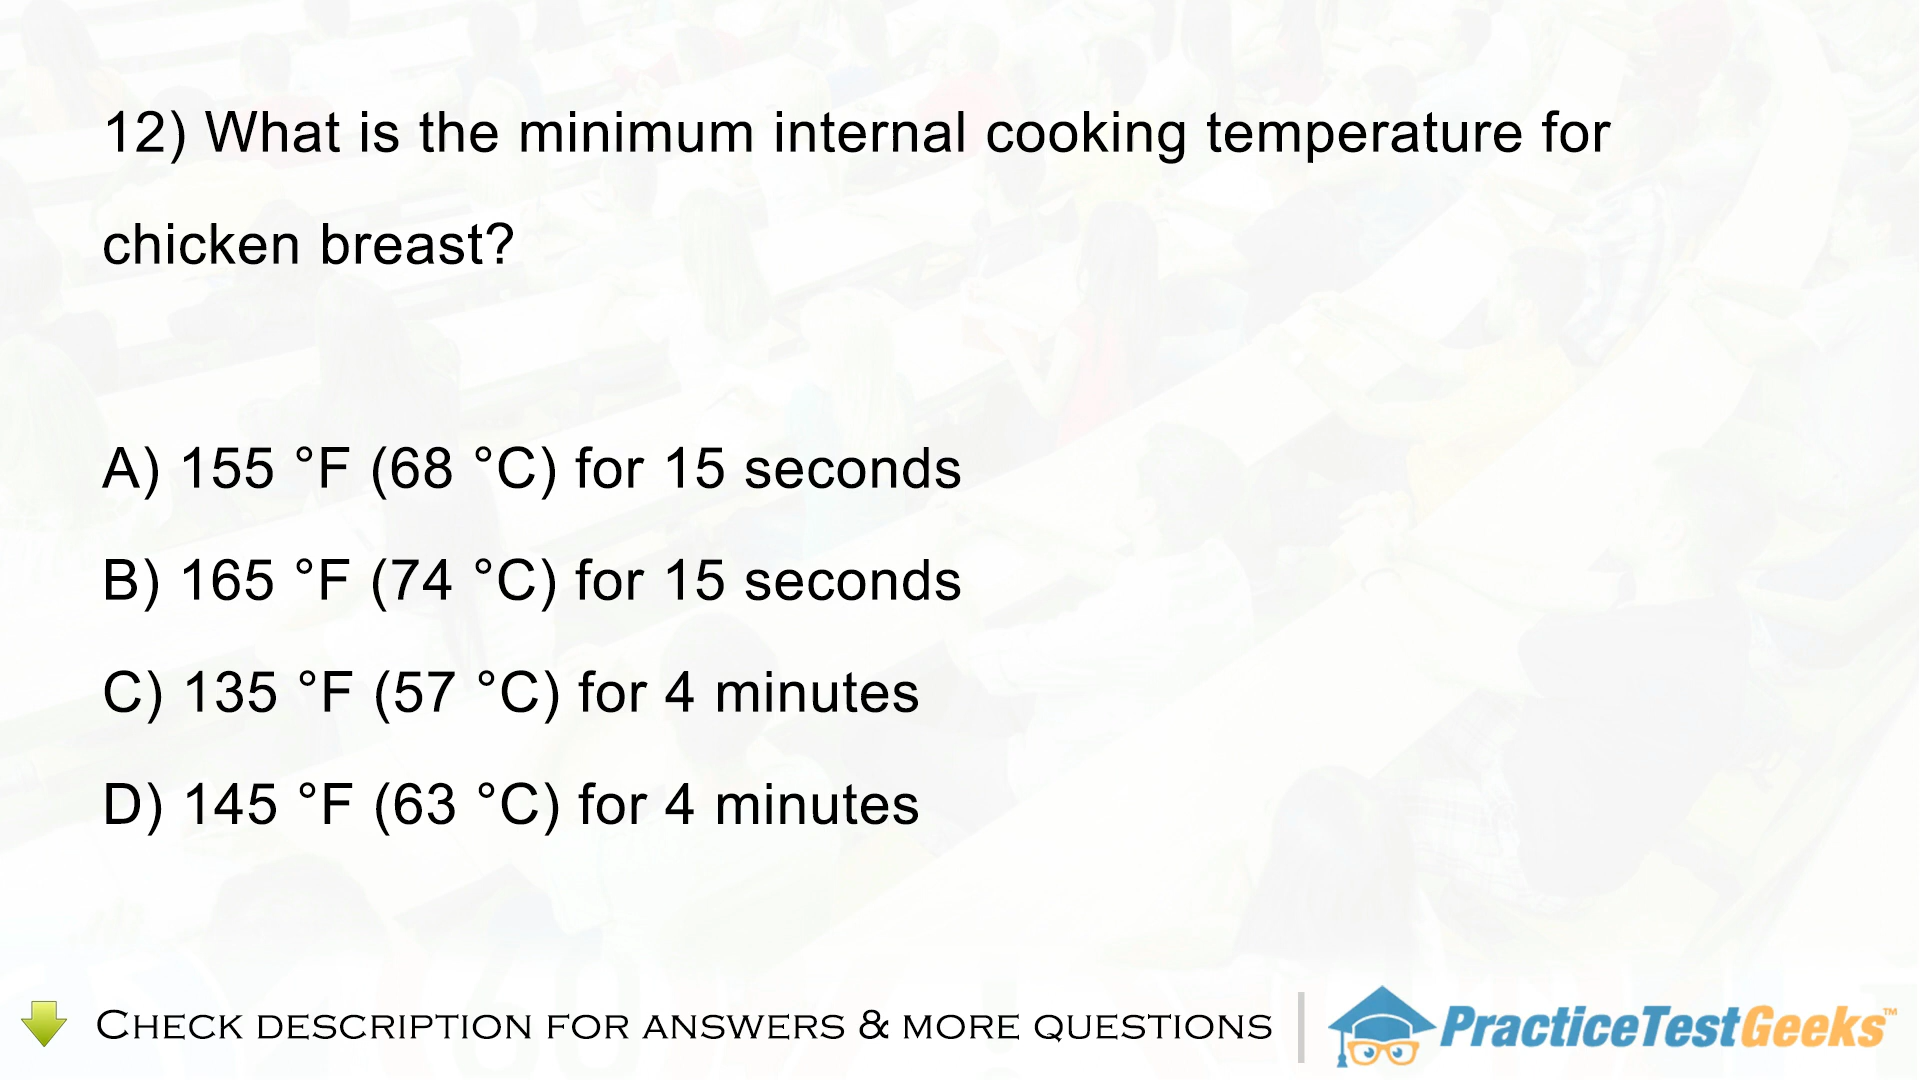 12) What is the minimum internal cooking temperature for
chicken breast?
A) 155 °F (68 °C) for 15 seconds
B) 165 °F (74 °C) for 15 seconds
C) 135 °F (57 °C) for 4 minutes
D) 145 °F (63 °C) for 4 minutes
CHECK DESCRIPTION FOR ANSWERS & MORE QUESTIONS
PracticeTestGeeks™